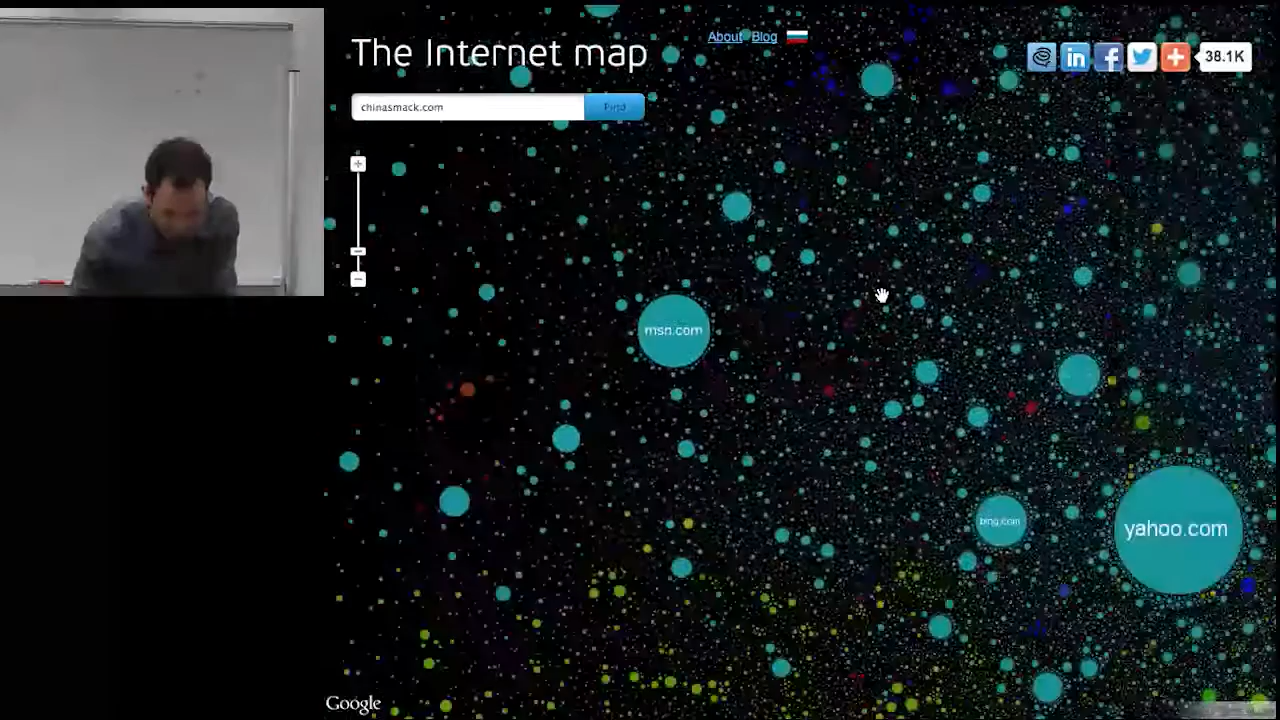 The Internet map
About Blog
38.1K
chinasmack.com
Find
msn.com
bing.com
yahoo.com
Google